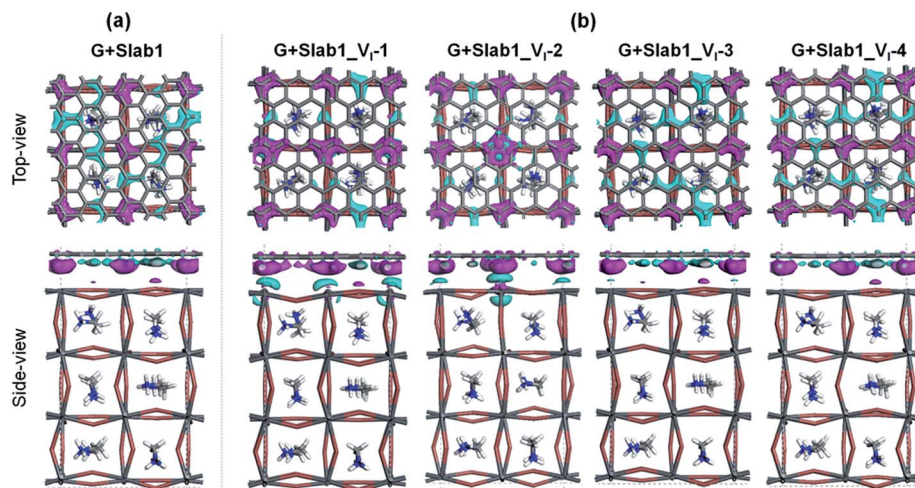 (a)
(b)
G+Slab1
G+Slab1_VI-1
G+Slab1_VI-2
G+Slab1_VI-3
G+Slab1_VI-4
Top-view
Side-view